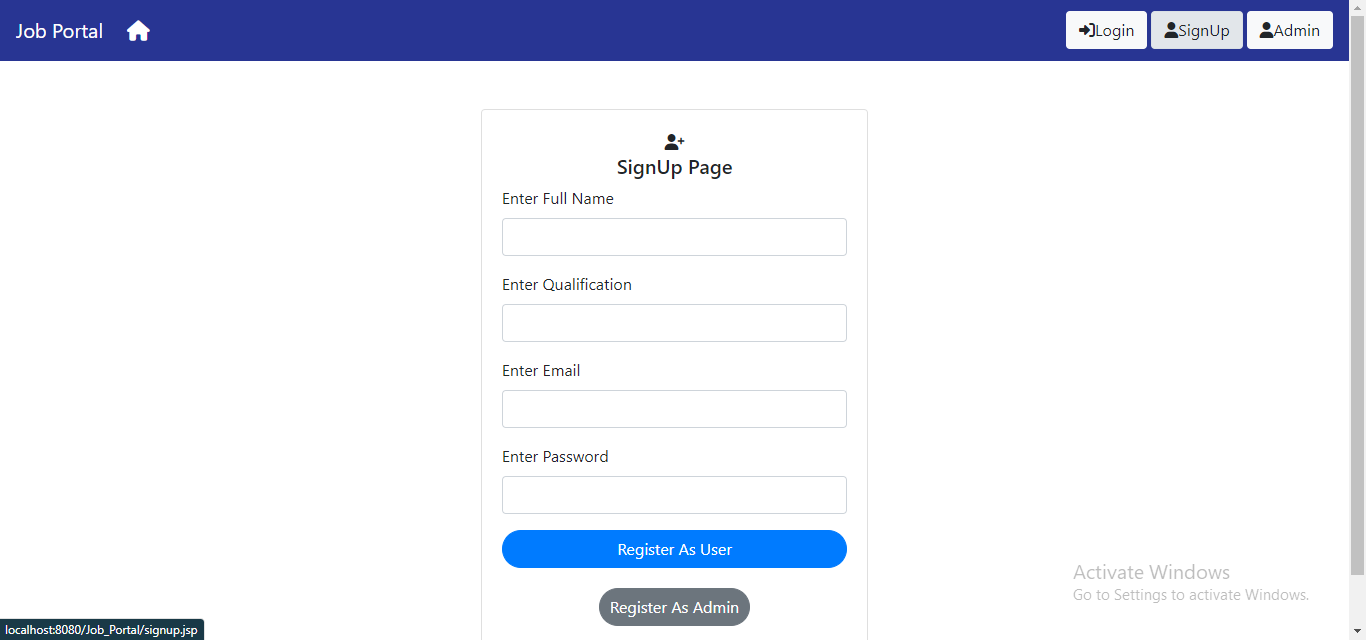 Job Portal
Login SignUp Admin
SignUp Page
Enter Full Name
Enter Qualification
Enter Email
Enter Password
Register As User
Register As Admin
Activate Windows
Go to Settings to activate Windows.
localhost:8080/Job_Portal/signup.jsp